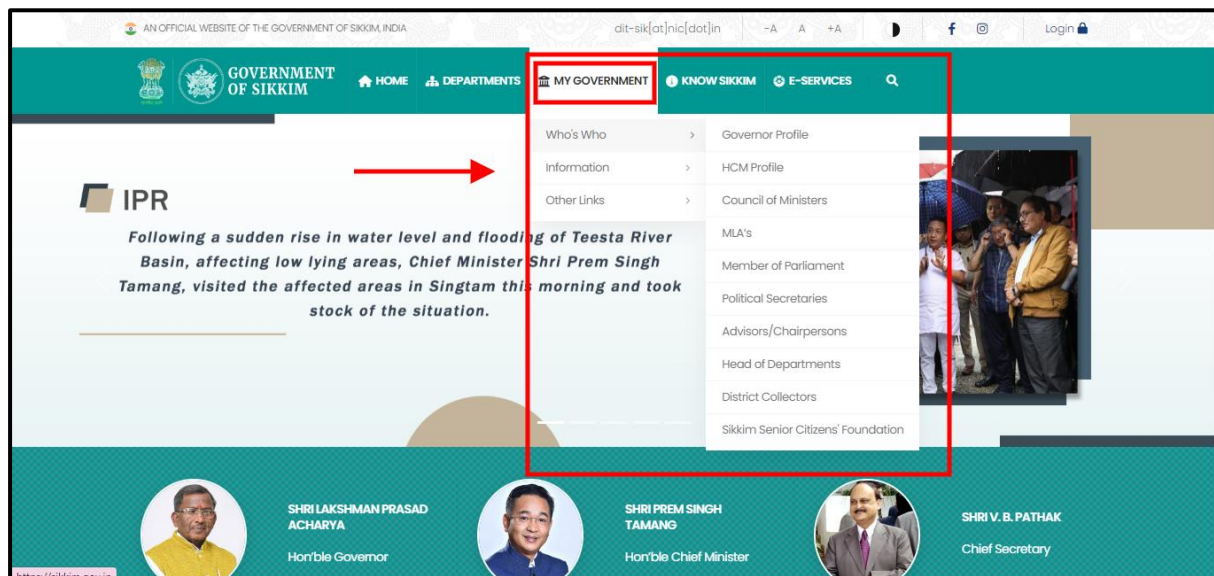 AN OFFICIAL WEBSITE OF THE GOVERNMENT OF SIKKIM, INDIA
dit-sik[at]nic[dot]in
-A A +A
Login
GOVERNMENT
OF SIKKIM
HOME
DEPARTMENTS
MY GOVERNMENT
KNOW SIKKIM
E-SERVICES
Who's Who
Information
Other Links
Governor Profile
HCM Profile
Council of Ministers
MLA's
Member of Parliament
Political Secretaries
Advisors/Chairpersons
Head of Departments
District Collectors
Sikkim Senior Citizens' Foundation
IPR
Following a sudden rise in water level and flooding of Teesta River
Basin, affecting low lying areas, Chief Minister Shri Prem Singh
Tamang, visited the affected areas in Singtam this morning and took
stock of the situation.
SHRI LAKSHMAN PRASAD
ACHARYA
Hon'ble Governor
SHRI PREM SINGH
TAMANG
Hon'ble Chief Minister
SHRI V. B. PATHAK
Chief Secretary